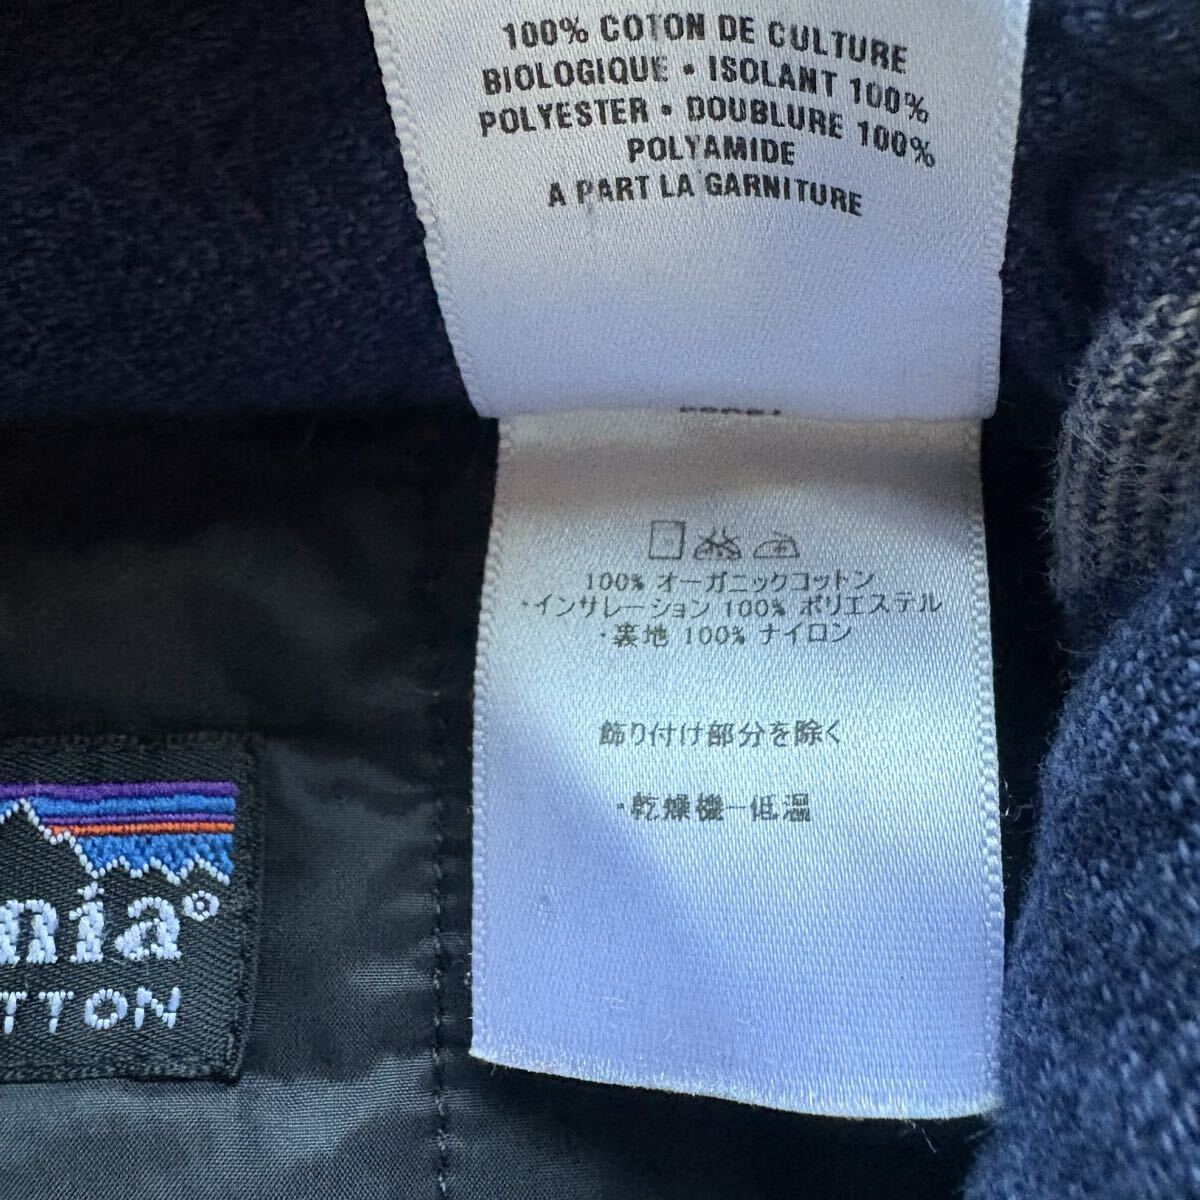 100% COTON DE CULTURE
BIOLOGIQUE • ISOLANT 100%
POLYESTER • DOUBLURE 100%
POLYAMIDE
A PART LA GARNITURE
100% オーガニックコットン
・インサレーション 100% ポリエステル
・裏地 100% ナイロン
飾り付け部分を除く
・乾燥機ー低温
nia®
TTON